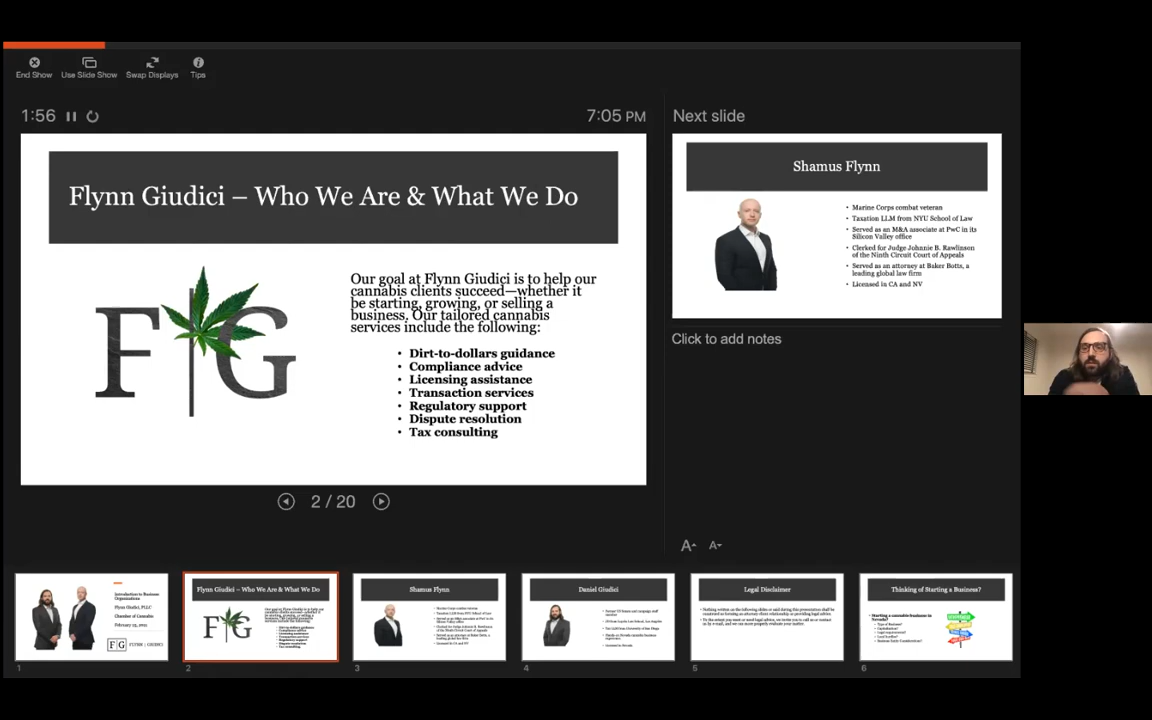 End Show
Use Slide Show
Swap Displays
Tips
1:56
7:05 PM
Next slide
Flynn Giudici – Who We Are & What We Do
F G
Our goal at Flynn Giudici is to help our
cannabis clients succeed—whether it
be starting, growing, or selling a
business. Our tailored cannabis
services include the following:
• Dirt-to-dollars guidance
• Compliance advice
• Licensing assistance
• Transaction services
• Regulatory support
• Dispute resolution
• Tax consulting
Shamus Flynn
• Marine Corps combat veteran
• Taxation LLM from NYU School of Law
• Served as an M&A associate at PwC in its
Silicon Valley office
• Clerked for Judge Johnnie B. Rawlinson
of the Ninth Circuit Court of Appeals
• Served as an attorney at Baker Botts, a
leading global law firm
• Licensed in CA and NV
Click to add notes
2 / 20
A A
Introduction to Business
Organizations
Flynn Giudici, PLLC
Chamber of Cannabis
F G FLYNN | GIUDICI
1
Flynn Giudici – Who We Are & What We Do
F G
2
Shamus Flynn
3
Daniel Giudici
4
Legal Disclaimer
5
Thinking of Starting a Business?
6